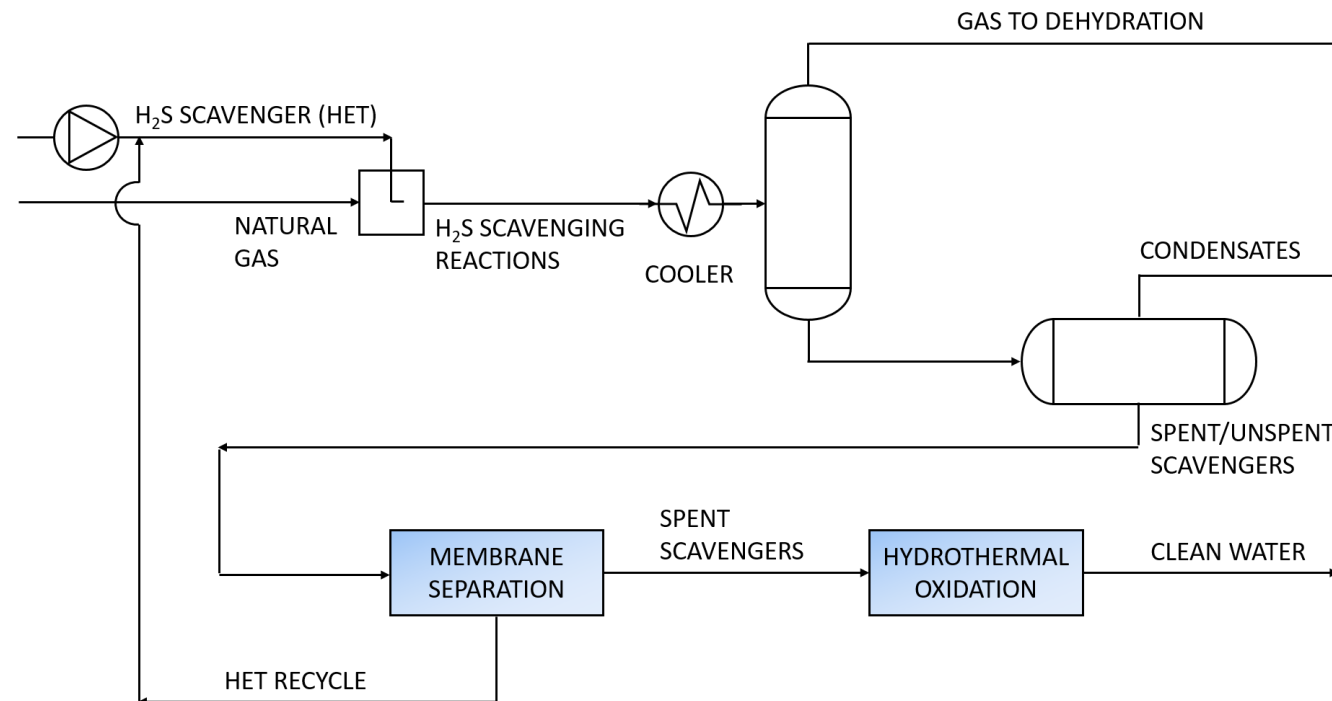 GAS TO DEHYDRATION
H₂S SCAVENGER (HET)
NATURAL
GAS
H₂S SCAVENGING
REACTIONS
COOLER
CONDENSATES
SPENT/UNSPENT
SCAVENGERS
MEMBRANE
SEPARATION
SPENT
SCAVENGERS
HYDROTHERMAL
OXIDATION
CLEAN WATER
HET RECYCLE